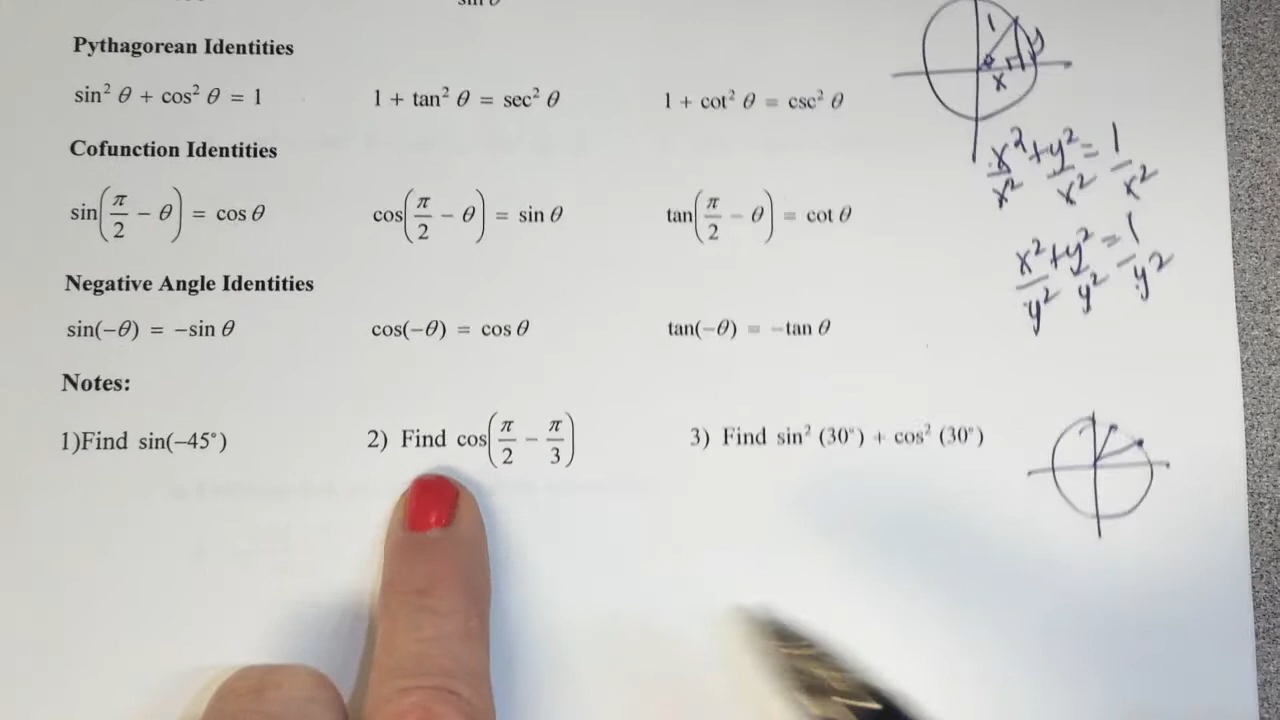 sin θ
Pythagorean Identities
sin² θ + cos² θ = 1    1 + tan² θ = sec² θ    1 + cot² θ = csc² θ
Cofunction Identities
sin(π/2 − θ) = cos θ    cos(π/2 − θ) = sin θ    tan(π/2 − θ) = cot θ
Negative Angle Identities
sin(−θ) = −sin θ    cos(−θ) = cos θ    tan(−θ) = −tan θ
Notes:
1)Find sin(−45°)    2) Find cos(π/2 − π/3)    3) Find sin² (30°) + cos² (30°)
1
y
x
x²/x² + y²/x² = 1/x²
x²/y² + y²/y² = 1/y²